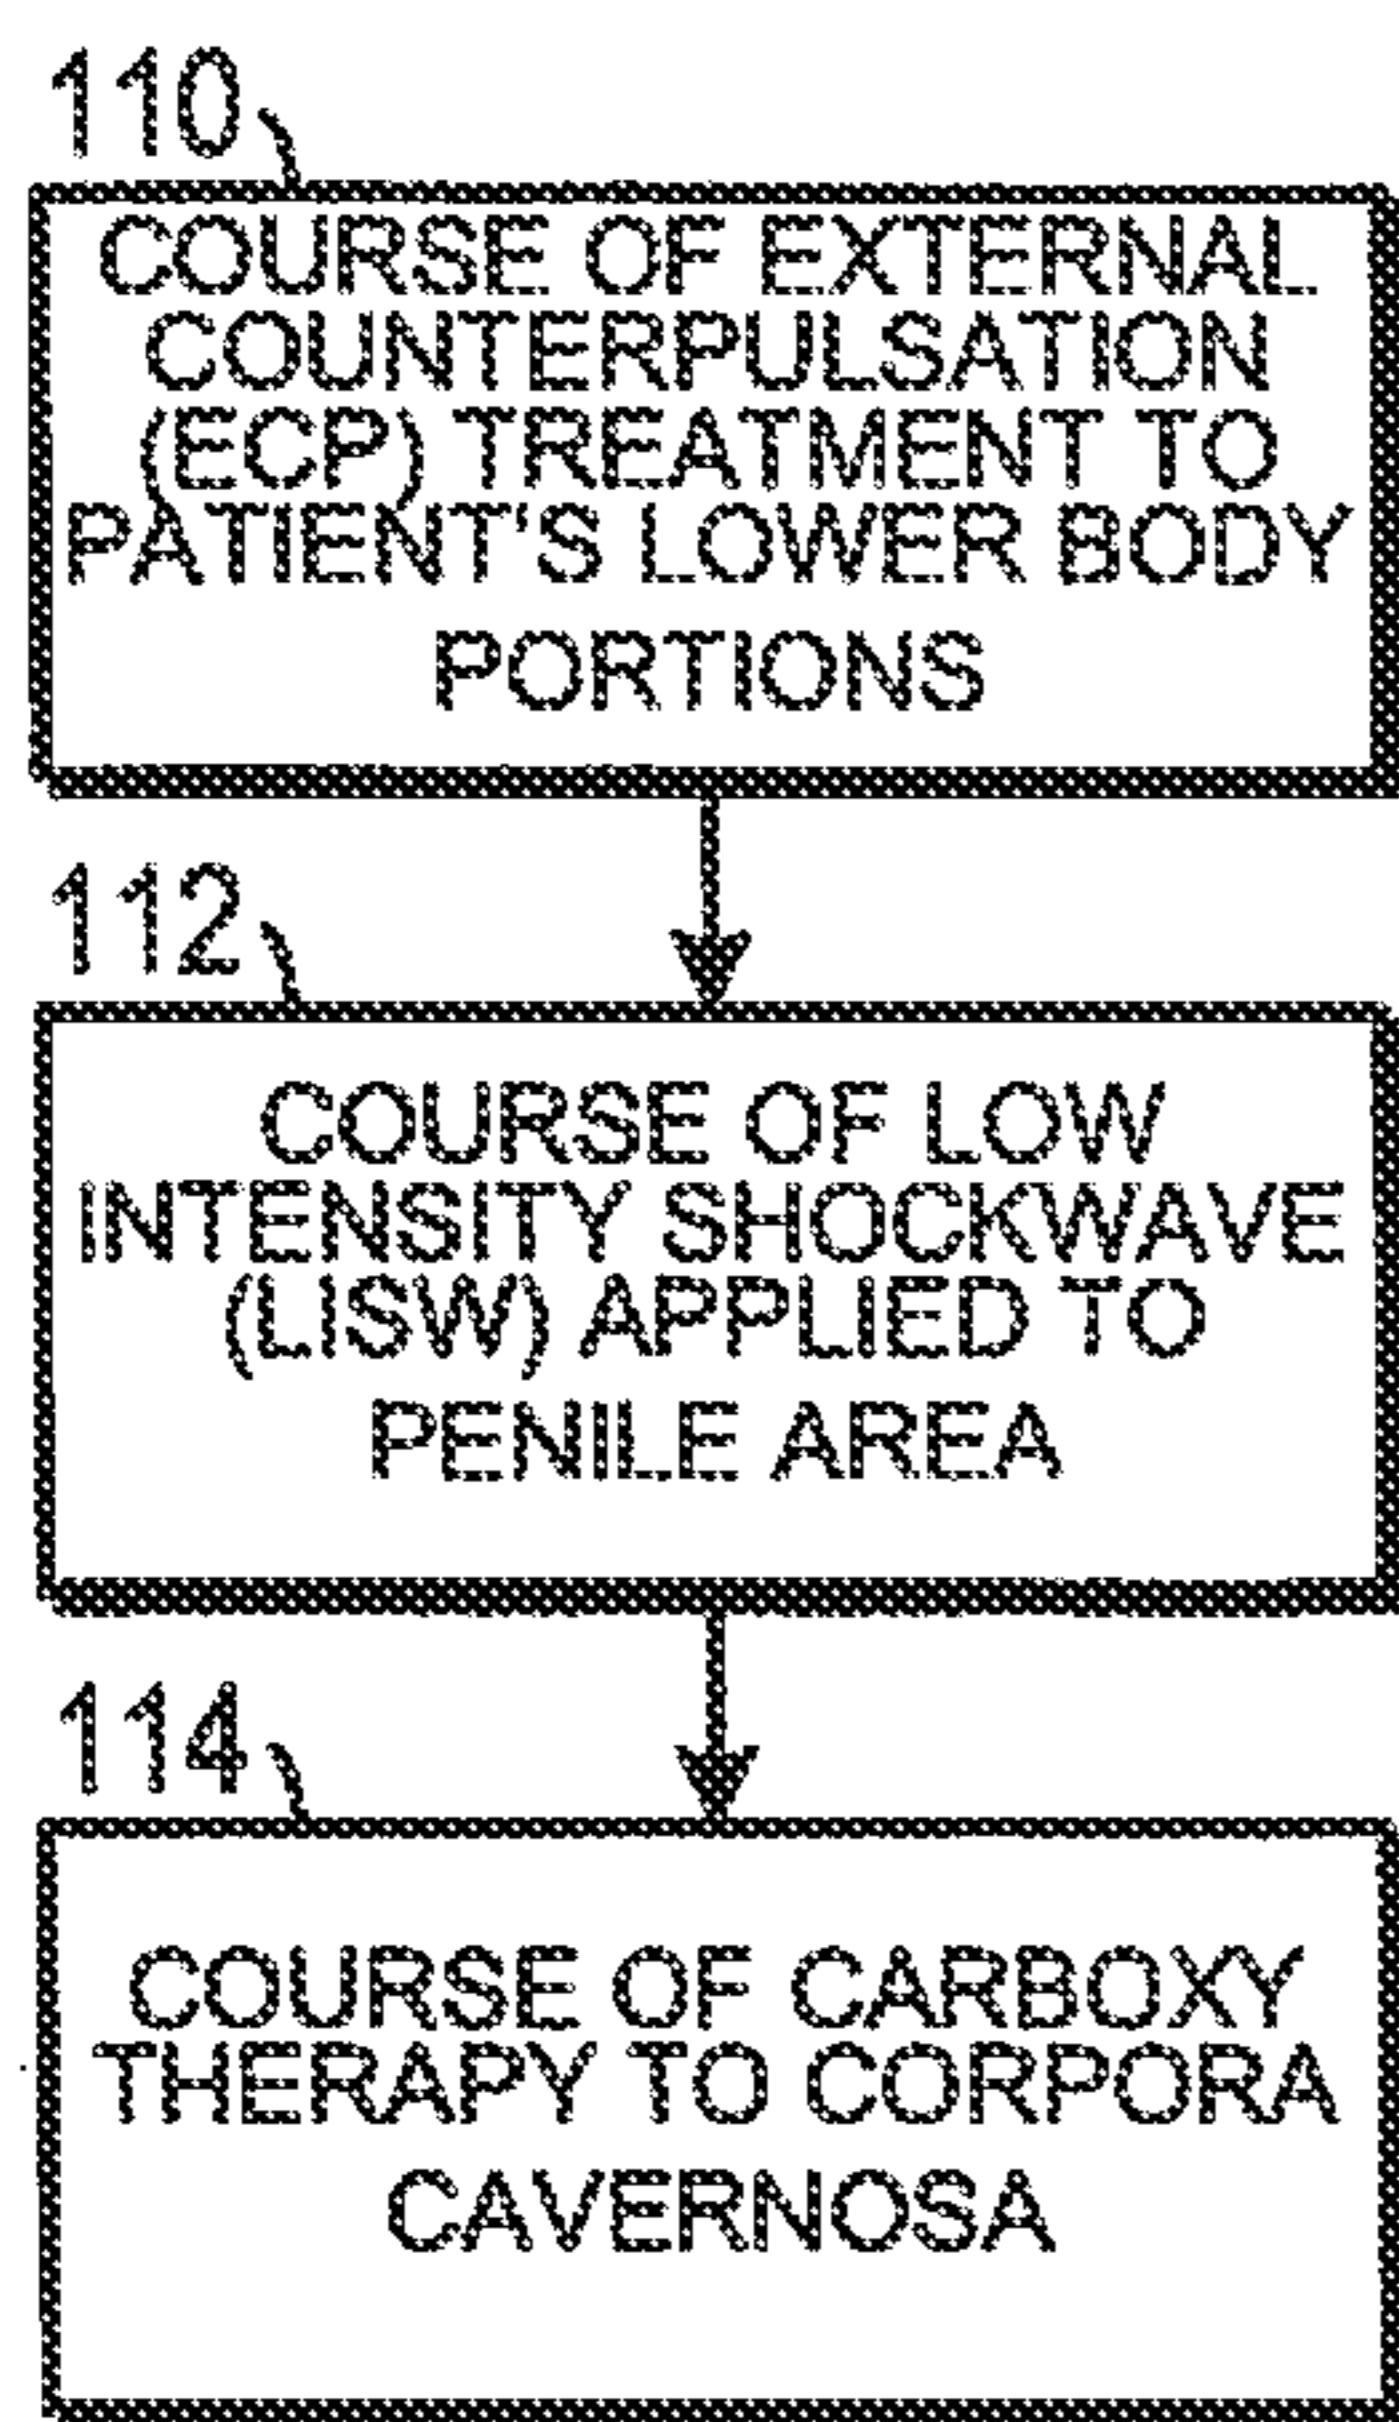 110
COURSE OF EXTERNAL
COUNTERPULSATION
(ECP) TREATMENT TO
PATIENT'S LOWER BODY
PORTIONS
112
COURSE OF LOW
INTENSITY SHOCKWAVE
(LISW) APPLIED TO
PENILE AREA
114
COURSE OF CARBOXY
THERAPY TO CORPORA
CAVERNOSA